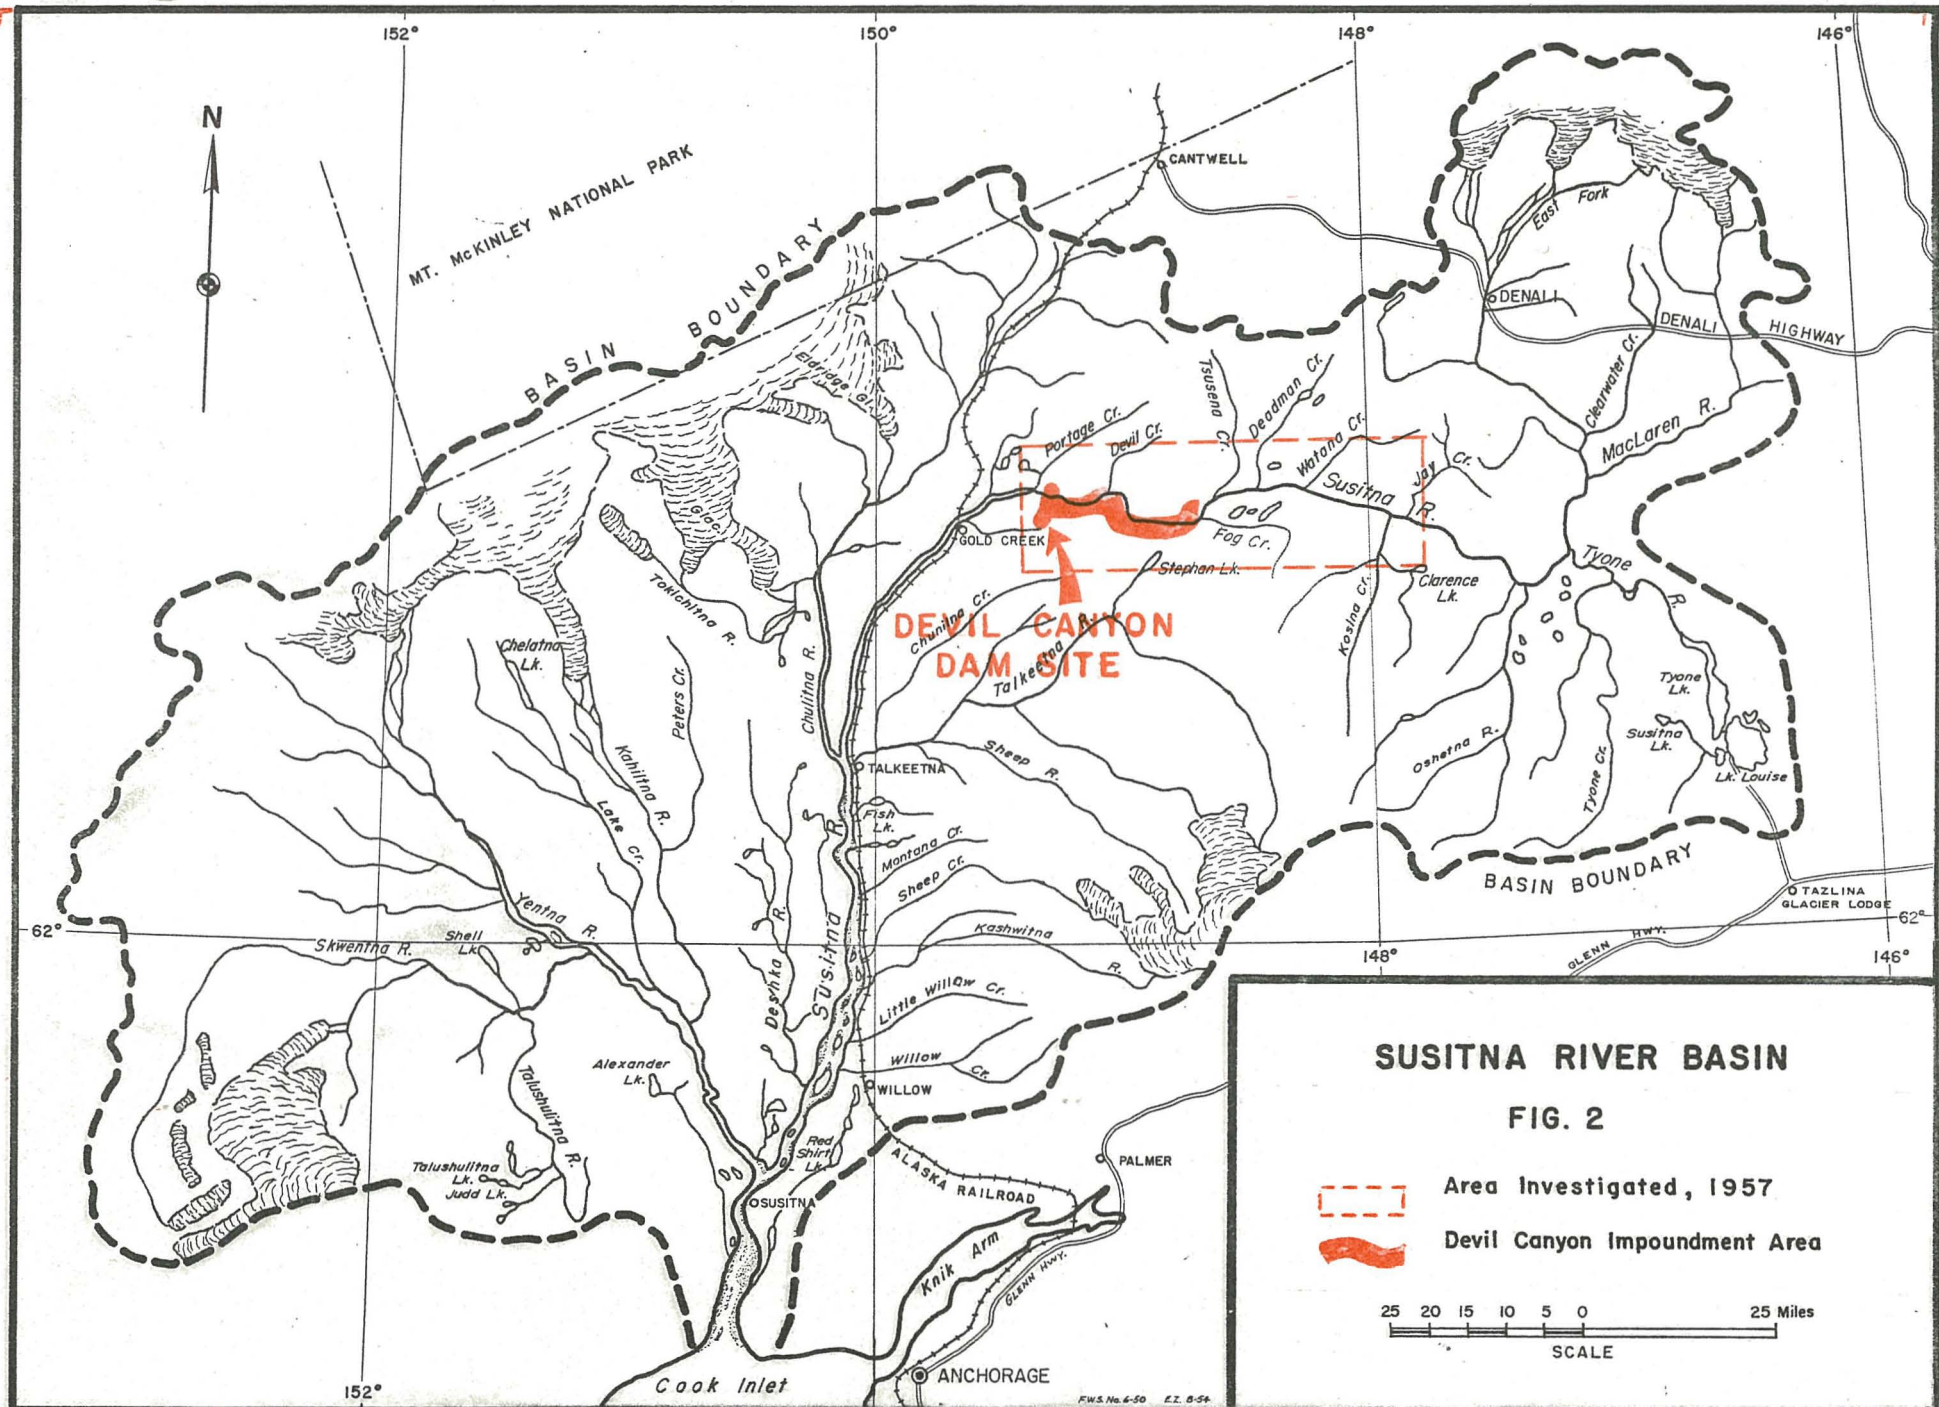 152°
150°
148°
146°
N
MT. McKINLEY NATIONAL PARK
CANTWELL
BASIN BOUNDARY
East Fork
DENALI
DENALI HIGHWAY
Eldridge Gl.
Tsusena Cr.
Deadman Cr.
Clearwater Cr.
MacLaren R.
Portage Cr.
Devil Cr.
Watana Cr.
Jay Cr.
Susitna R.
Glac.
GOLD CREEK
Fog Cr.
Stephan Lk.
Tokichitna R.
Chunilna Cr.
DEVIL CANYON
DAM SITE
Talkeetna R.
Kosina Cr.
Clarence
Lk.
Tyone R.
Chelatna
Lk.
Peters Cr.
Chulitna R.
Tyone
Lk.
Susitna
Lk.
Lk. Louise
Oshetna R.
Tyone Cr.
Kahiltna R.
Lake Cr.
TALKEETNA
Sheep R.
Fish
Lk.
Montana Cr.
Sheep Cr.
BASIN BOUNDARY
TAZLINA
GLACIER LODGE
GLENN HWY.
62°
62°
148°
146°
Yentna R.
Skwentna R.
Shell
Lk.
Deshka R.
Susitna R.
Kashwitna R.
Little Willow Cr.
Willow Cr.
WILLOW
Alexander
Lk.
Talushulitna R.
Talushulitna
Lk.
Judd Lk.
Red
Shirt
Lk.
SUSITNA
ALASKA RAILROAD
PALMER
Knik Arm
GLENN HWY.
ANCHORAGE
Cook Inlet
152°
F.W.S. No. 6-50 E.Z. 8-54
SUSITNA RIVER BASIN
FIG. 2
Area Investigated, 1957
Devil Canyon Impoundment Area
25 20 15 10 5 0 25 Miles
SCALE